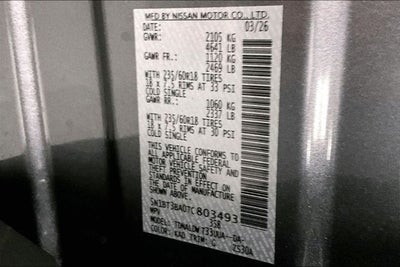 MFD BY NISSAN MOTOR CO., LTD.
DATE: 03/26
GVWR: 2105 KG
4641 LB
GAWR FR.: 1120 KG
2469 LB
WITH 235/60R18 TIRES
18 X 7.5 RIMS AT 33 PSI
COLD SINGLE
GAWR RR.: 1060 KG
2337 LB
WITH 235/60R18 TIRES
18 X 7.5 RIMS AT 30 PSI
COLD SINGLE
THIS VEHICLE CONFORMS TO
ALL APPLICABLE FEDERAL
MOTOR VEHICLE SAFETY AND
THEFT PREVENTION
STANDARDS IN EFFECT ON
THE DATE OF MANUFACTURE
SHOWN ABOVE.
803493
MPV 358
MODEL:
COLOR: KAD TRIM: G